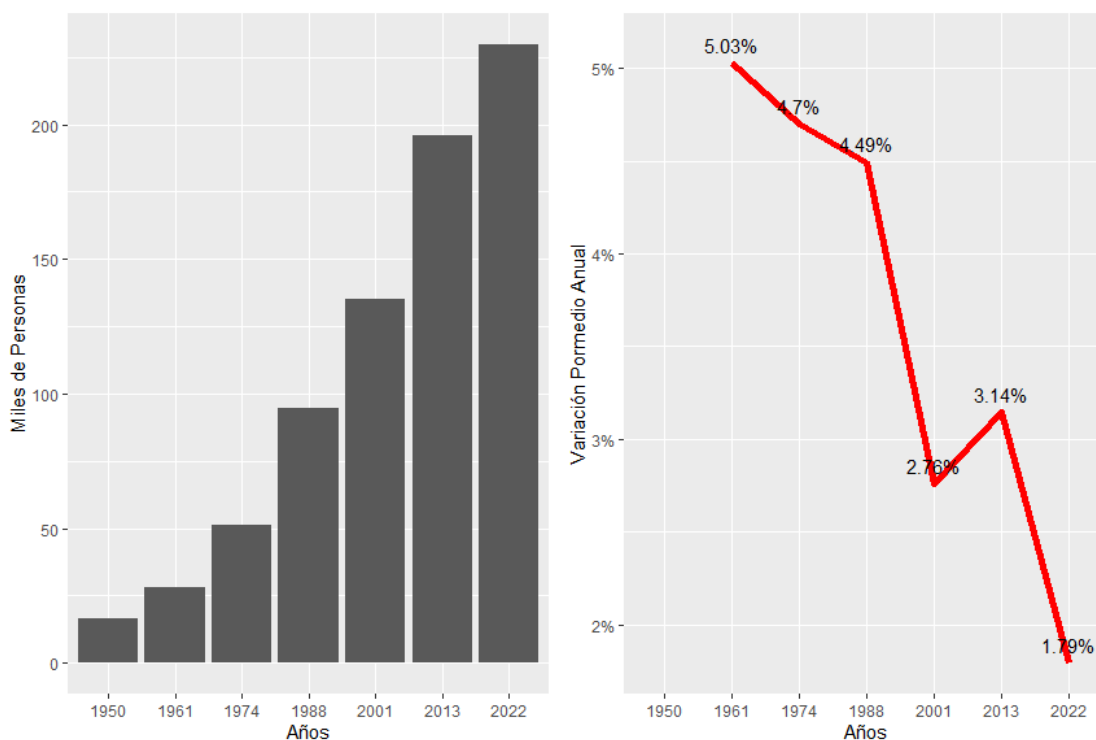 Miles de Personas
200
150
100
50
0
1950 1961 1974 1988 2001 2013 2022
Años
Variación Pormedio Anual
5%
4%
3%
2%
5.03%
4.7%
4.49%
2.76%
3.14%
1.79%
1950 1961 1974 1988 2001 2013 2022
Años